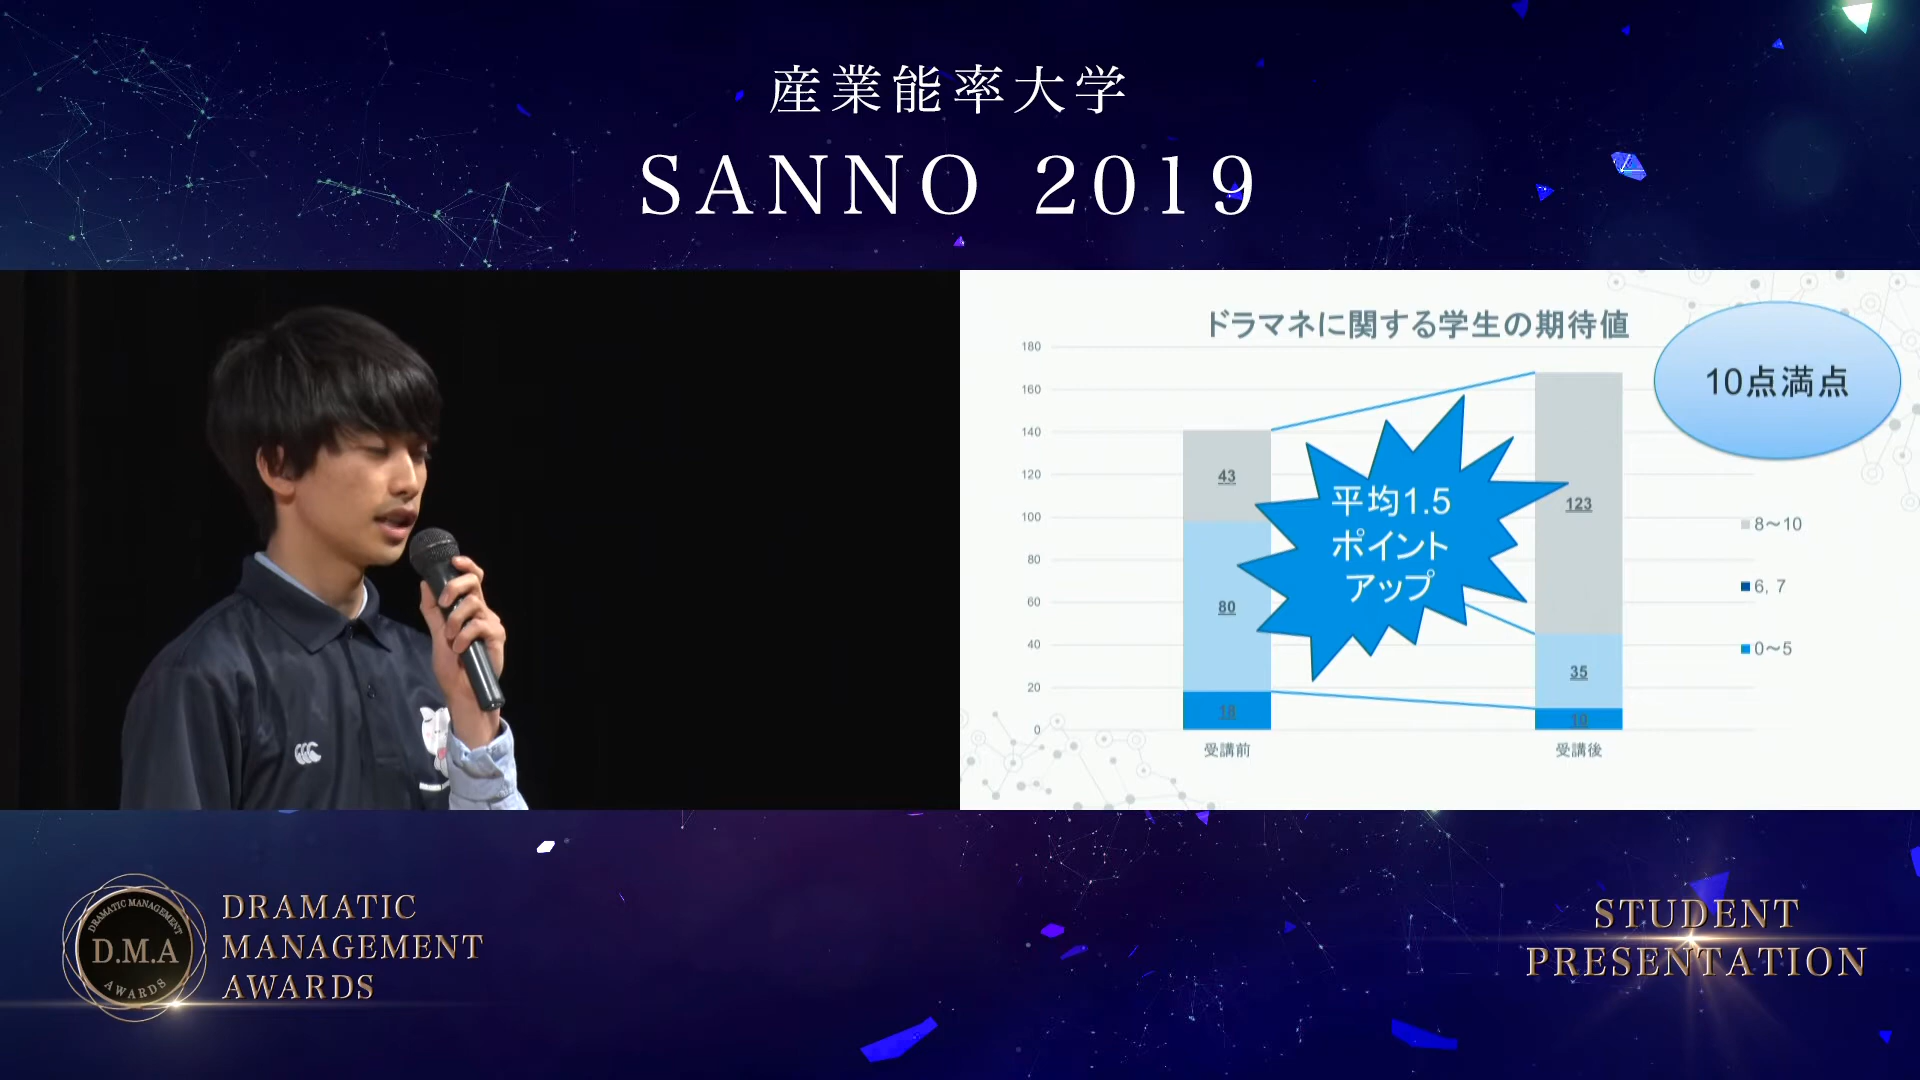 産業能率大学
SANNO 2019
ドラマネに関する学生の期待値
10点満点
180
160
140
120
100
80
60
40
20
0
43
80
18
平均1.5
ポイント
アップ
123
35
10
8～10
6, 7
0～5
受講前
受講後
DRAMATIC MANAGEMENT
D.M.A
AWARDS
DRAMATIC
MANAGEMENT
AWARDS
STUDENT
PRESENTATION